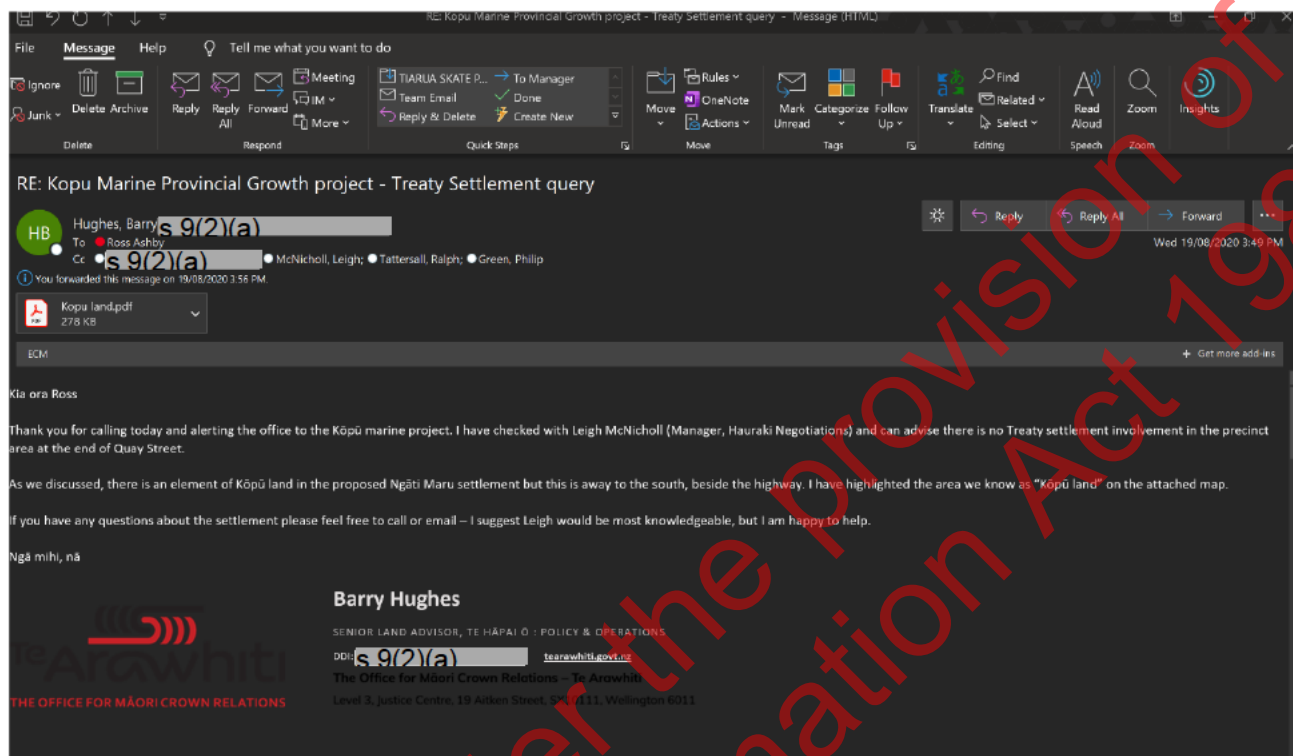 RE: Kopu Marine Provincial Growth project - Treaty Settlement query - Message (HTML)
File Message Help Tell me what you want to do
Ignore
Junk
Delete Archive
Reply Reply All Forward
Meeting
IM
More
TIARUA SKATE P... To Manager
Team Email Done
Reply & Delete Create New
Move
Rules
OneNote
Actions
Mark Unread Categorize Follow Up
Translate
Find
Related
Select
Read Aloud
Zoom
Insights
Delete Respond Quick Steps Move Tags Editing Speech Zoom
RE: Kopu Marine Provincial Growth project - Treaty Settlement query
HB
Hughes, Barry s 9(2)(a)
To Ross Ashby
Cc s 9(2)(a) McNicholl, Leigh; Tattersall, Ralph; Green, Philip
Reply Reply All Forward ...
Wed 19/08/2020 3:49 PM
You forwarded this message on 19/08/2020 3:56 PM.
Kopu land.pdf
278 KB
ECM + Get more add-ins
Kia ora Ross
Thank you for calling today and alerting the office to the Kōpū marine project. I have checked with Leigh McNicholl (Manager, Hauraki Negotiations) and can advise there is no Treaty settlement involvement in the precinct
area at the end of Quay Street.
As we discussed, there is an element of Kōpū land in the proposed Ngāti Maru settlement but this is away to the south, beside the highway. I have highlighted the area we know as “Kōpū land” on the attached map.
If you have any questions about the settlement please feel free to call or email – I suggest Leigh would be most knowledgeable, but I am happy to help.
Ngā mihi, nā
Barry Hughes
SENIOR LAND ADVISOR, TE HĀPAI Ō : POLICY & OPERATIONS
DDI: s 9(2)(a) tearawhiti.govt.nz
The Office for Māori Crown Relations – Te Arawhiti
Level 3, Justice Centre, 19 Aitken Street, SX10111, Wellington 6011
Te Arawhiti
THE OFFICE FOR MĀORI CROWN RELATIONS
er the provision of
ation Act 19